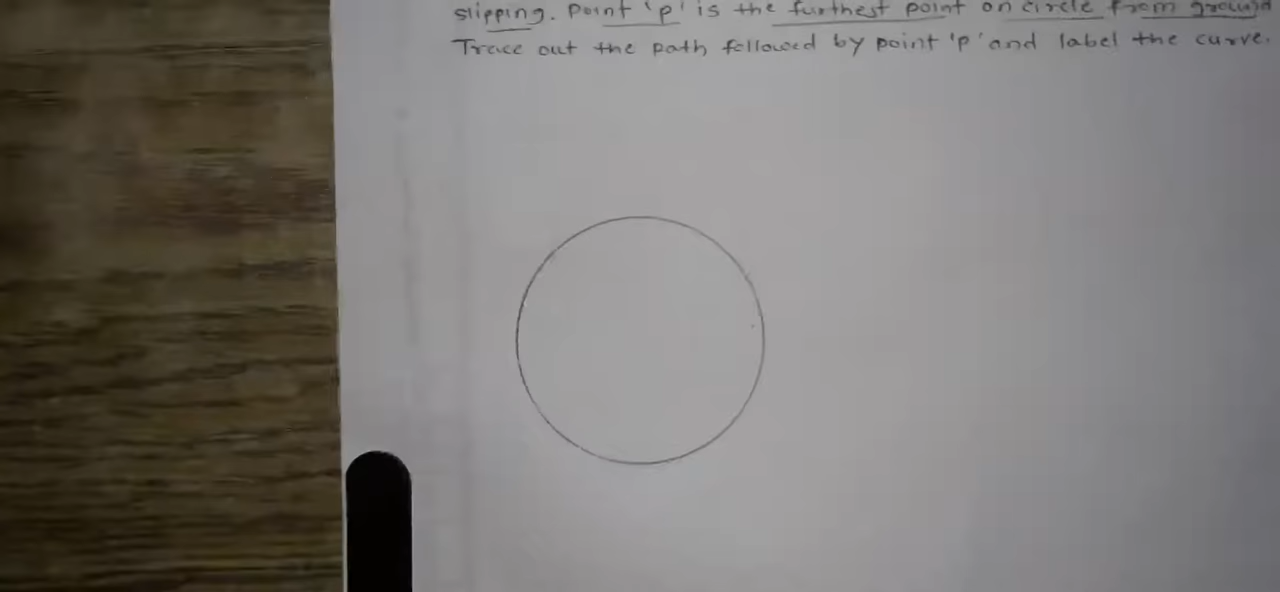 slipping. Point 'p' is the furthest point on circle from ground
Trace out the path followed by point 'p' and label the curve.